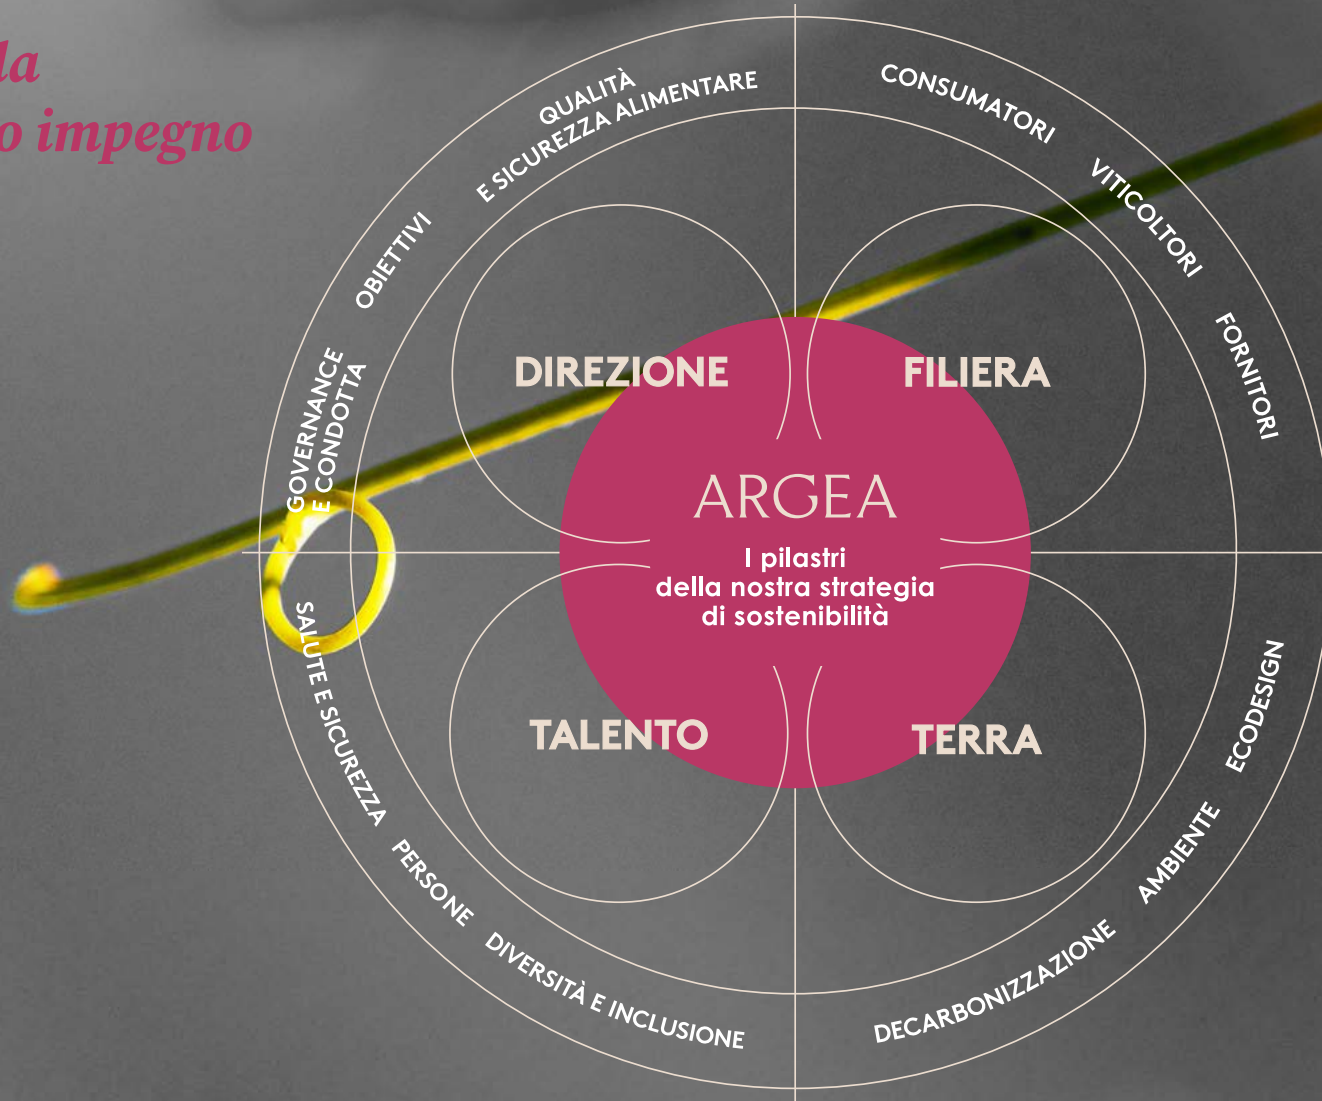 la
o impegno
QUALITÀ
E SICUREZZA ALIMENTARE
OBIETTIVI
GOVERNANCE
E CONDOTTA
CONSUMATORI
VITICOLTORI
FORNITORI
DIREZIONE
FILIERA
ARGEA
I pilastri
della nostra strategia
di sostenibilità
TALENTO
TERRA
SALUTE E SICUREZZA
PERSONE
DIVERSITÀ E INCLUSIONE
ECODESIGN
AMBIENTE
DECARBONIZZAZIONE